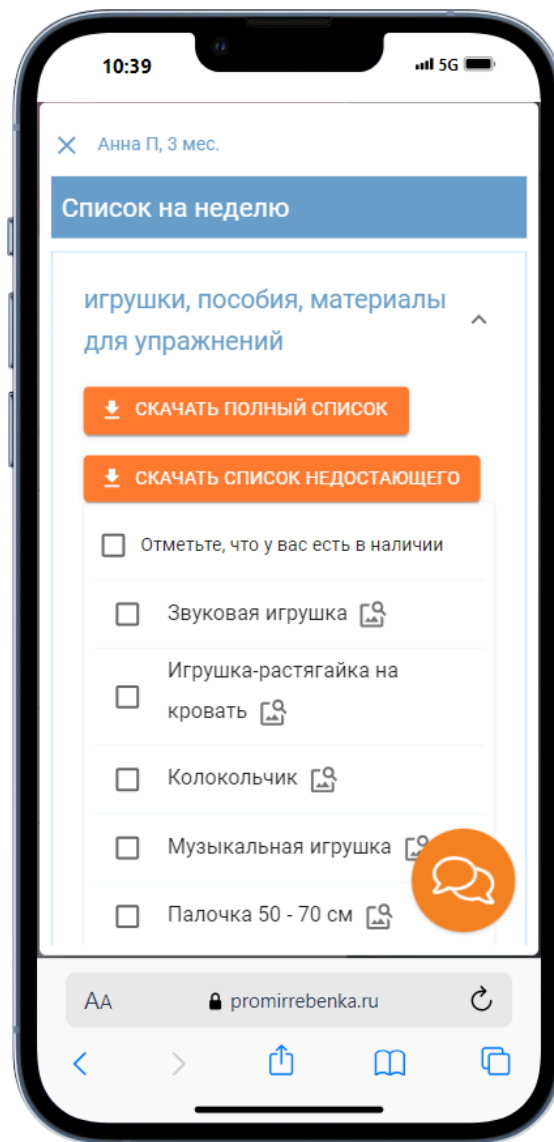 10:39
5G
Анна П, 3 мес.
Список на неделю
игрушки, пособия, материалы
для упражнений
СКАЧАТЬ ПОЛНЫЙ СПИСОК
СКАЧАТЬ СПИСОК НЕДОСТАЮЩЕГО
Отметьте, что у вас есть в наличии
Звуковая игрушка
Игрушка-растягайка на
кровать
Колокольчик
Музыкальная игрушка
Палочка 50 - 70 см
AA
promirrebenka.ru